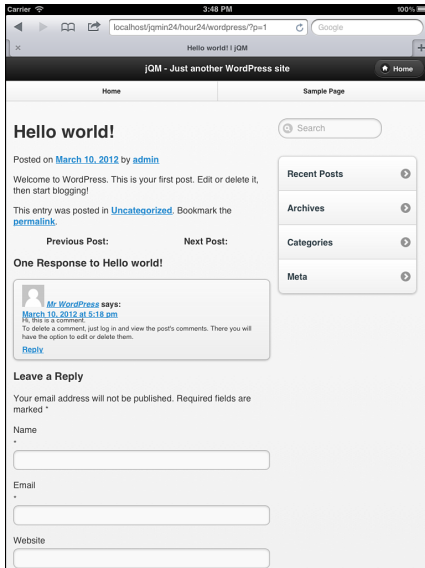 Carrier 3:48 PM 100%
localhost/jqmin24/hour24/wordpress/?p=1 Google
Hello world! | jQM
jQM - Just another WordPress site Home
Home Sample Page
Hello world!
Search
Posted on March 10, 2012 by admin
Welcome to WordPress. This is your first post. Edit or delete it,
then start blogging!
This entry was posted in Uncategorized. Bookmark the
permalink.
Previous Post: Next Post:
One Response to Hello world!
Mr WordPress says:
March 10, 2012 at 5:18 pm
Hi, this is a comment.
To delete a comment, just log in and view the post's comments. There you will
have the option to edit or delete them.
Reply
Leave a Reply
Your email address will not be published. Required fields are
marked *
Name
*
Email
*
Website
Recent Posts
Archives
Categories
Meta